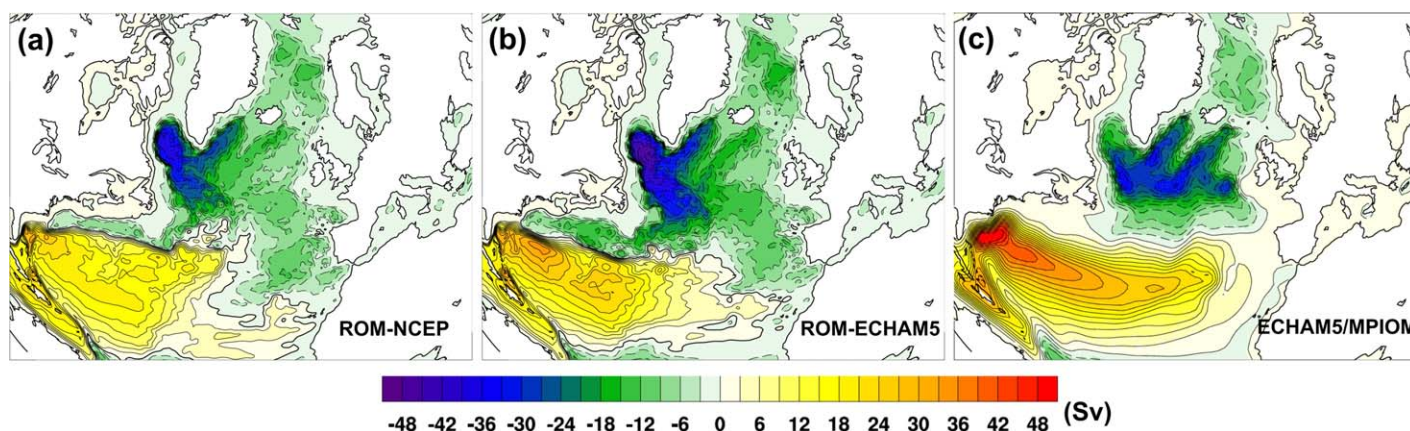 (a) (b) (c)
ROM-NCEP ROM-ECHAM5 ECHAM5/MPIOM
-48 -42 -36 -30 -24 -18 -12 -6 0 6 12 18 24 30 36 42 48 (Sv)